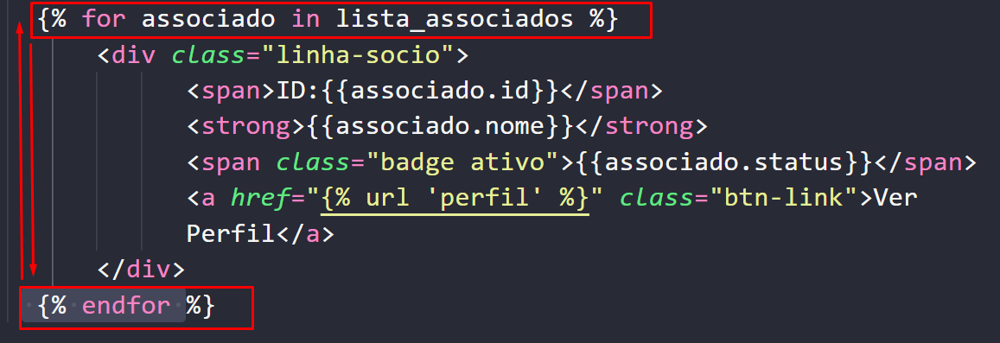 {% for associado in lista_associados %}
<div class="linha-socio">
<span>ID:{{associado.id}}</span>
<strong>{{associado.nome}}</strong>
<span class="badge ativo">{{associado.status}}</span>
<a href="{% url 'perfil' %}" class="btn-link">Ver
Perfil</a>
</div>
{% endfor %}